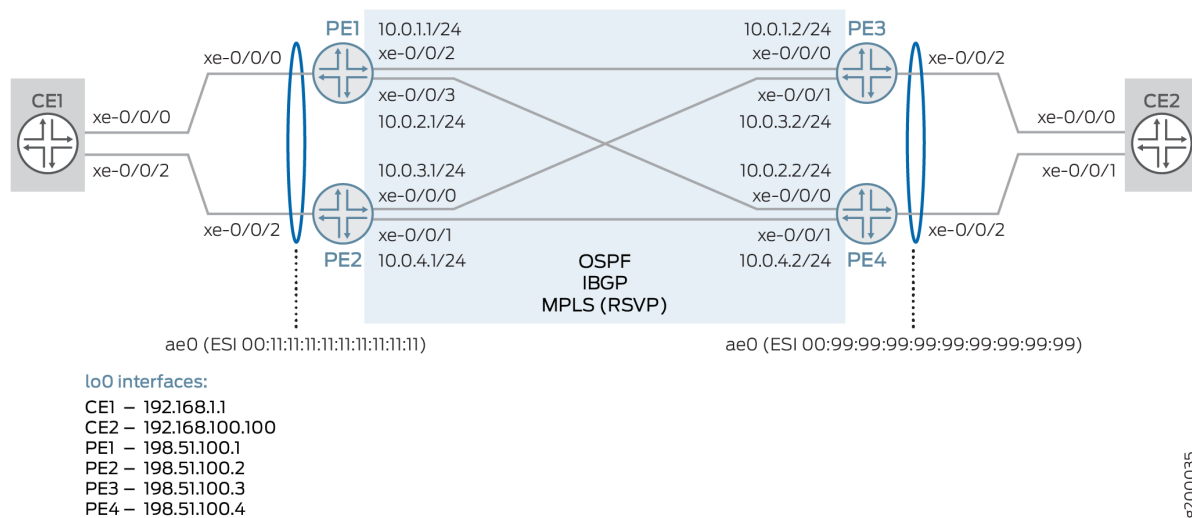 PE1
10.0.1.1/24
10.0.1.2/24
PE3
xe-0/0/0
xe-0/0/2
xe-0/0/0
xe-0/0/2
CE1
xe-0/0/3
xe-0/0/1
CE2
xe-0/0/0
10.0.2.1/24
10.0.3.2/24
xe-0/0/0
xe-0/0/2
10.0.3.1/24
10.0.2.2/24
xe-0/0/1
xe-0/0/0
xe-0/0/0
xe-0/0/2
xe-0/0/1
xe-0/0/1
xe-0/0/2
PE2
10.0.4.1/24
10.0.4.2/24
PE4
OSPF
IBGP
MPLS (RSVP)
ae0 (ESI 00:11:11:11:11:11:11:11:11:11)
ae0 (ESI 00:99:99:99:99:99:99:99:99:99)
lo0 interfaces:
CE1 – 192.168.1.1
CE2 – 192.168.100.100
PE1 – 198.51.100.1
PE2 – 198.51.100.2
PE3 – 198.51.100.3
PE4 – 198.51.100.4
g200035